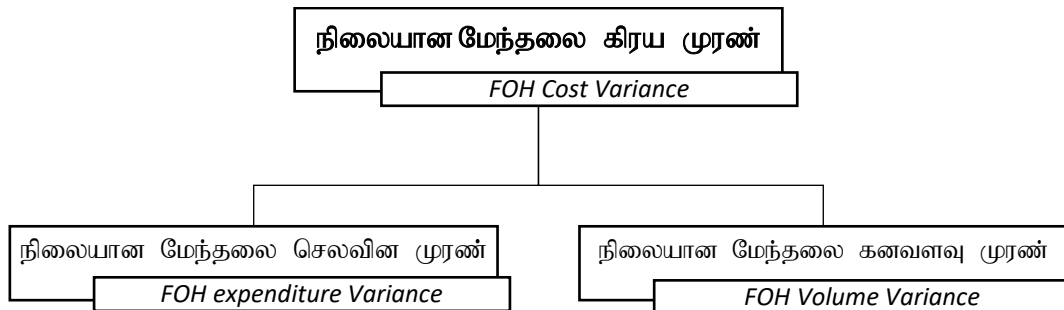 நிலையான மேந்தலை கிரய முரண்
FOH Cost Variance
நிலையான மேந்தலை செலவின முரண்
FOH expenditure Variance
நிலையான மேந்தலை கனவளவு முரண்
FOH Volume Variance